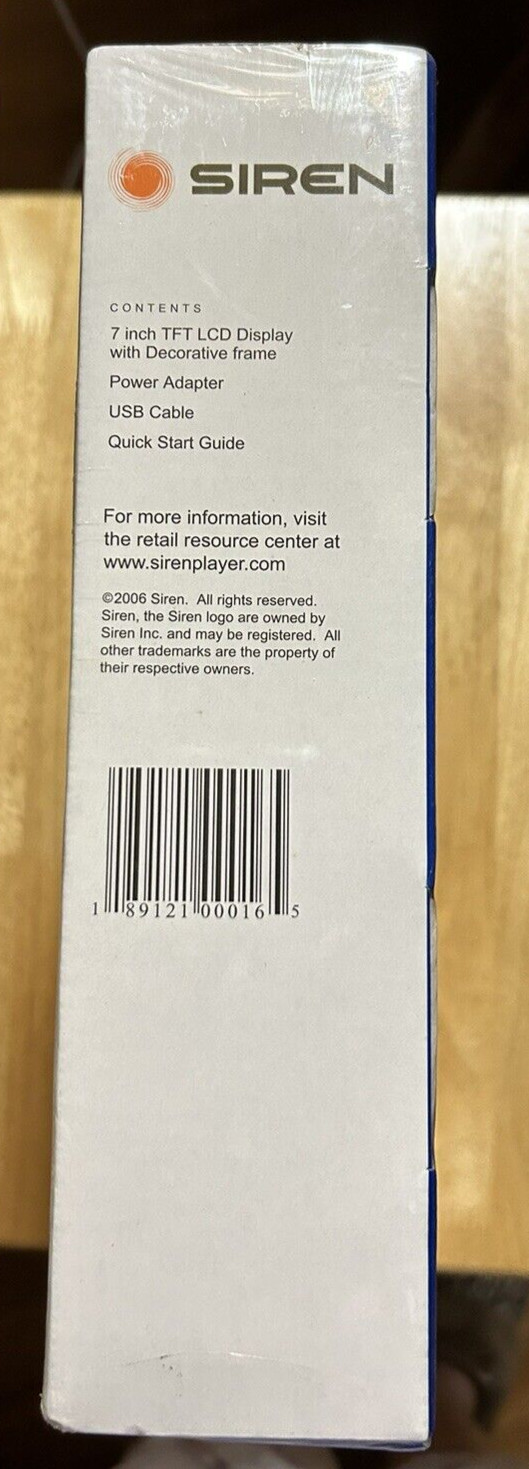 SIREN
CONTENTS
7 inch TFT LCD Display
with Decorative frame
Power Adapter
USB Cable
Quick Start Guide
For more information, visit
the retail resource center at
www.sirenplayer.com
©2006 Siren. All rights reserved.
Siren, the Siren logo are owned by
Siren Inc. and may be registered. All
other trademarks are the property of
their respective owners.
1 89121 00016 5